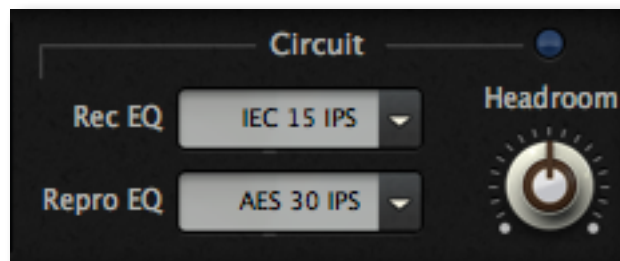 Circuit
Headroom
Rec EQ IEC 15 IPS
Repro EQ AES 30 IPS